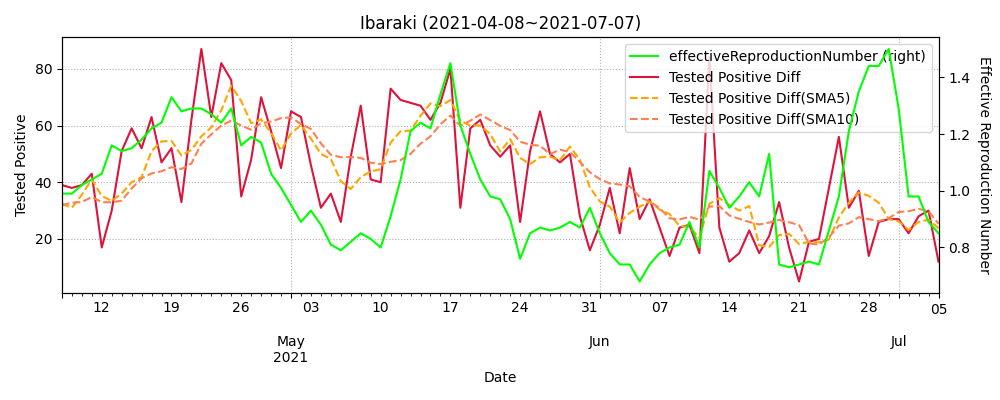 Ibaraki (2021-04-08~2021-07-07)
effectiveReproductionNumber (right)
Tested Positive Diff
Tested Positive Diff(SMA5)
Tested Positive Diff(SMA10)
Tested Positive
80
60
40
20
1.4
1.2
1.0
0.8
Effective Reproduction Number
12 19 26 03 10 17 24 31 07 14 21 28 05
May Jun Jul
2021
Date